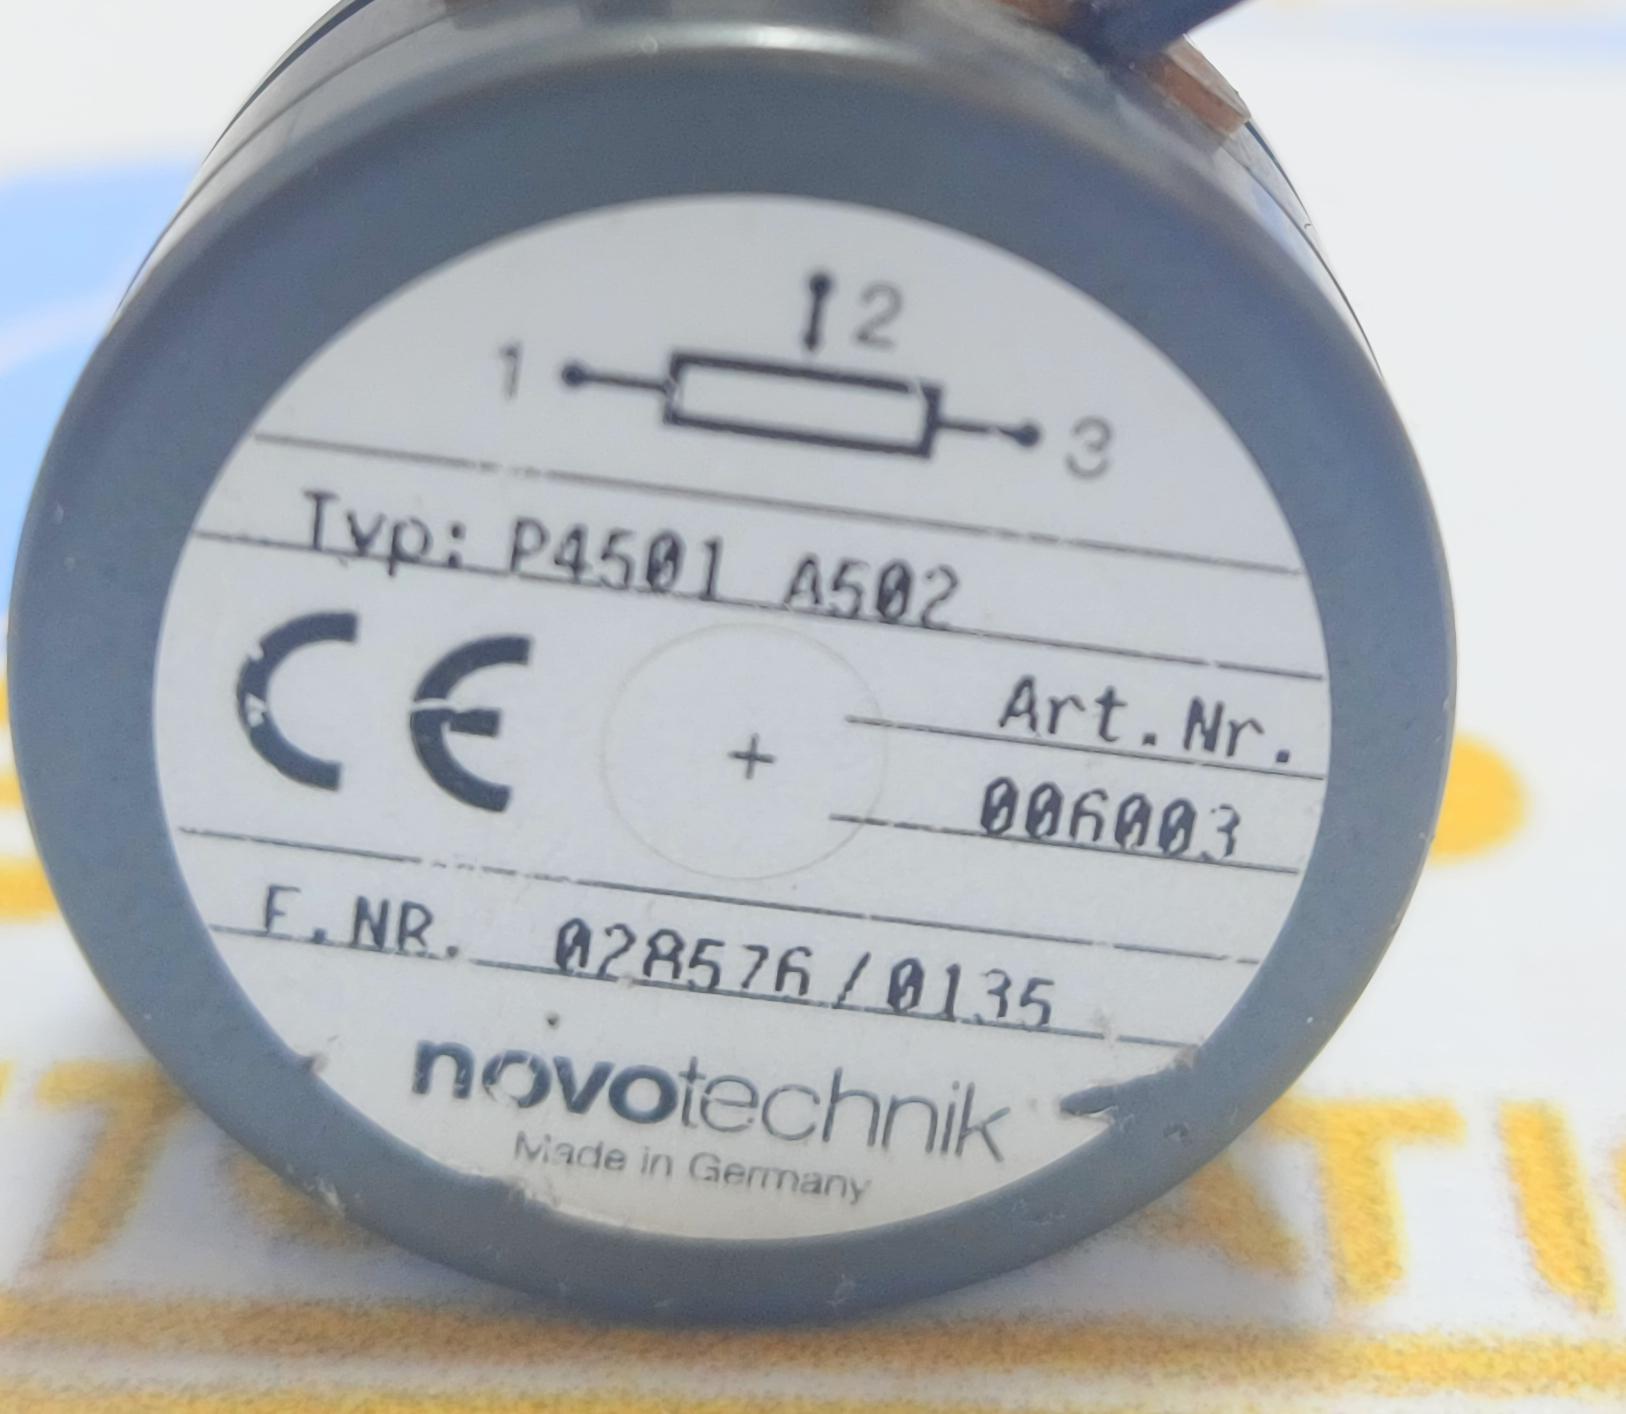 2
1
3
Typ: P4501 A502
CE
Art.Nr.
006003
F.NR. 028576/0135
novotechnik
Made in Germany